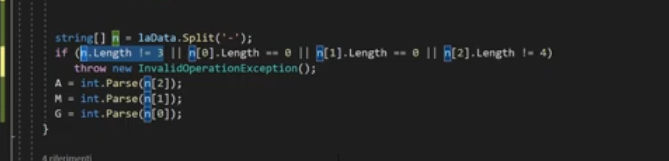 string[] n = laData.Split('-');
if (n.Length != 3 || n[0].Length == 0 || n[1].Length == 0 || n[2].Length != 4)
throw new InvalidOperationException();
A = int.Parse(n[2]);
M = int.Parse(n[1]);
G = int.Parse(n[0]);
}
4 riferimenti